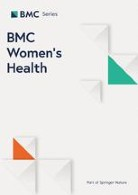 BMC Series
BMC
Women's
Health
Part of Springer Nature